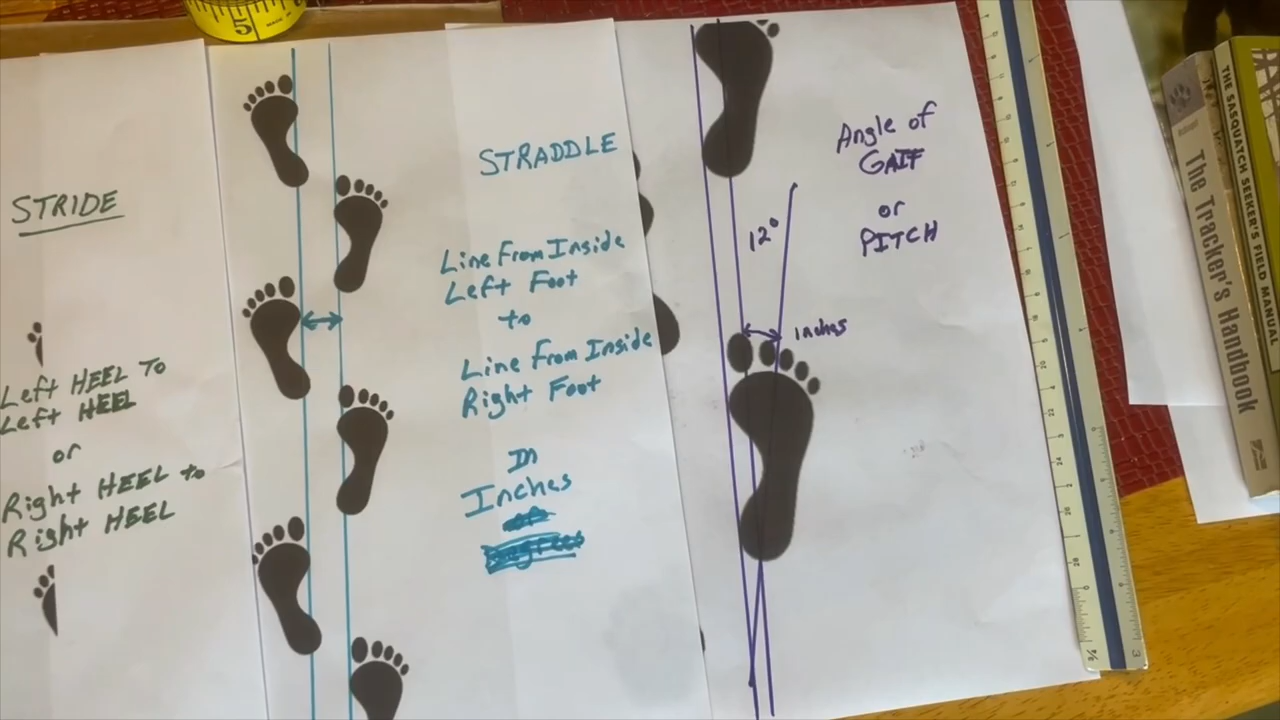 STRIDE
Left HEEL To
Left HEEL
or
Right HEEL to
Right HEEL
STRADDLE
Line From Inside
Left Foot
to
Line From Inside
Right Foot
In
Inches
Angle of
GAIT
or
PITCH
12°
inches
5
The Tracker's Handbook
THE SASQUATCH SEEKER'S FIELD MANUAL